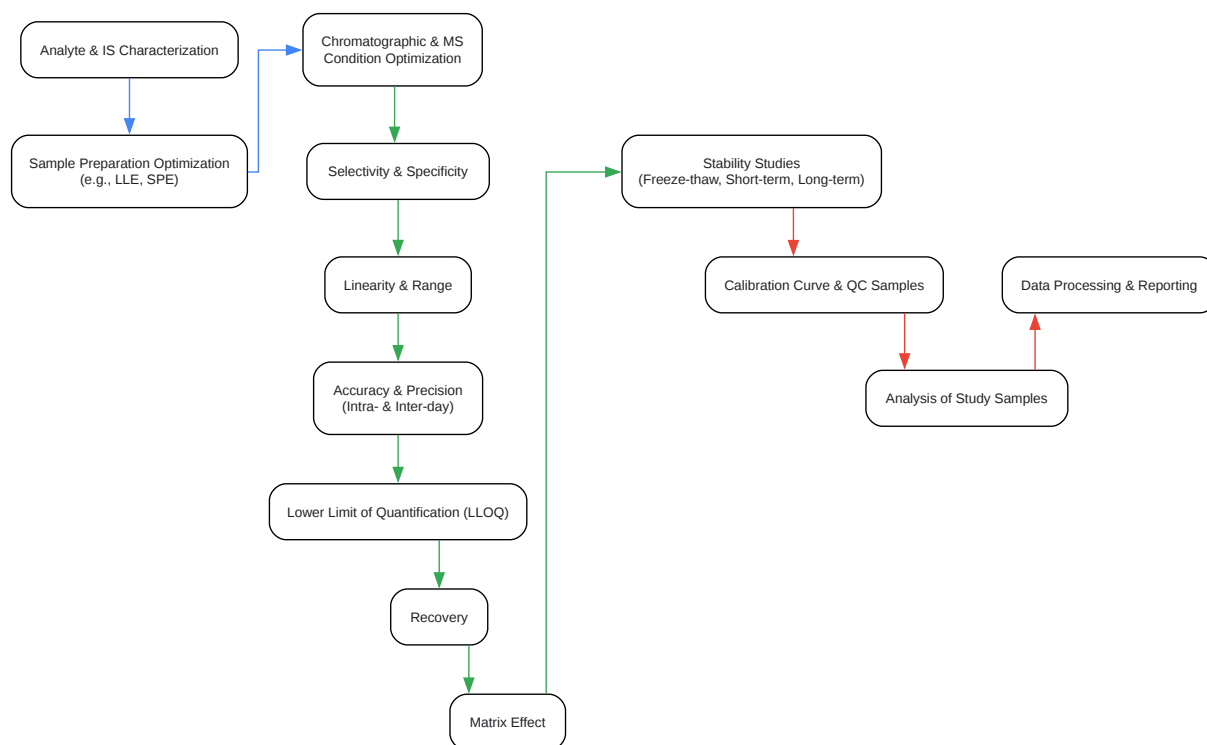 Analyte & IS Characterization
Sample Preparation Optimization
(e.g., LLE, SPE)
Chromatographic & MS
Condition Optimization
Selectivity & Specificity
Linearity & Range
Accuracy & Precision
(Intra- & Inter-day)
Lower Limit of Quantification (LLOQ)
Recovery
Matrix Effect
Stability Studies
(Freeze-thaw, Short-term, Long-term)
Calibration Curve & QC Samples
Analysis of Study Samples
Data Processing & Reporting